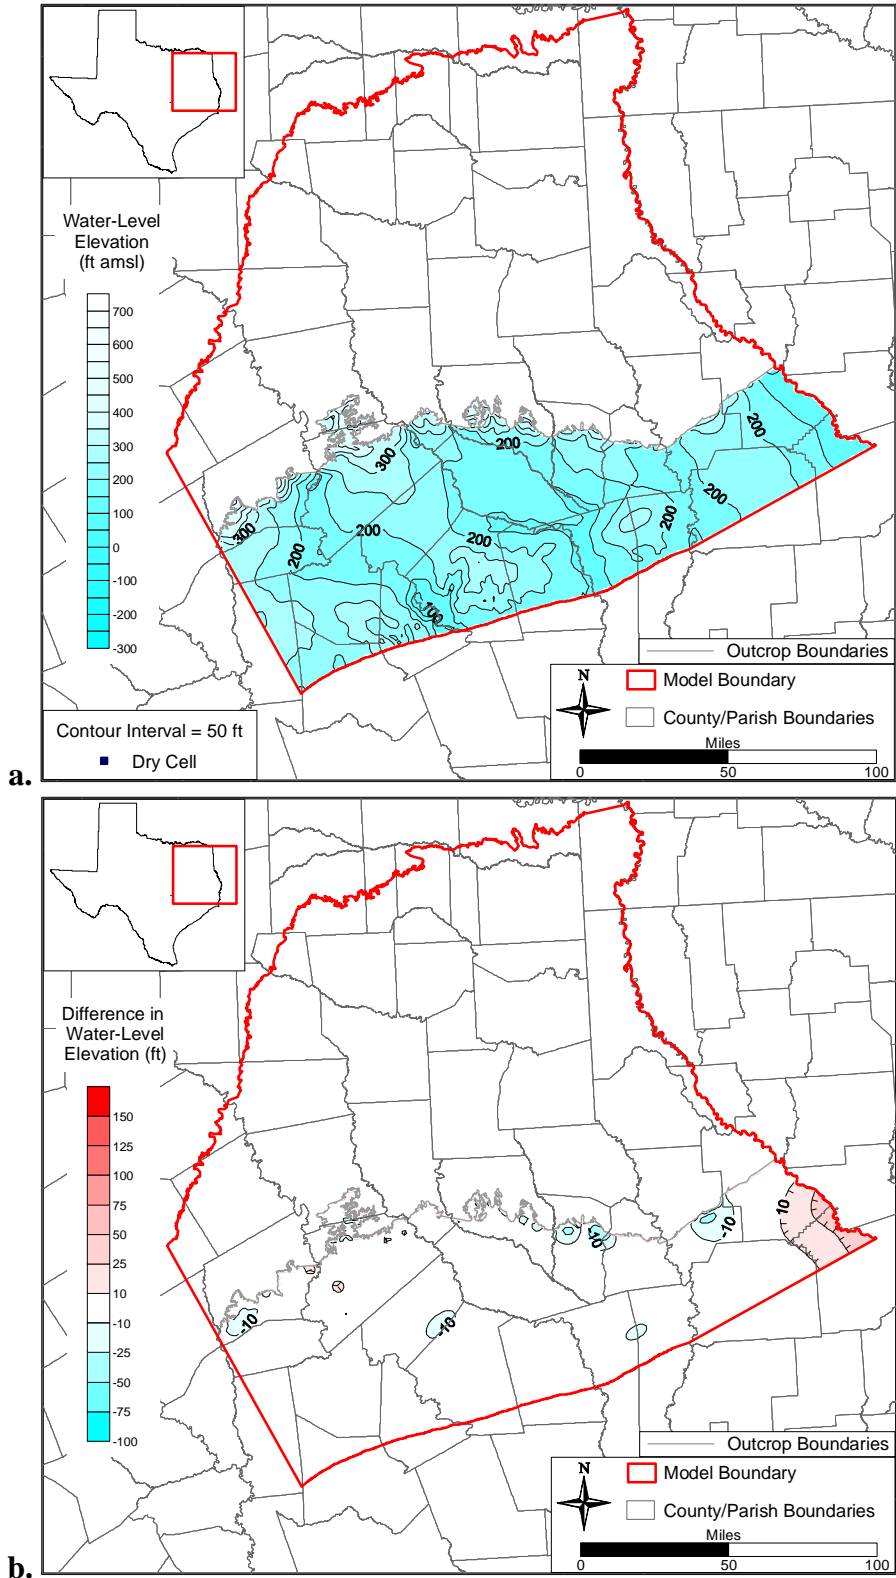 Water-Level
Elevation
(ft amsl)
700
600
500
400
300
200
100
0
-100
-200
-300
300
200
300
200
200
200
200
200
200
100
Outcrop Boundaries
N
Model Boundary
County/Parish Boundaries
Miles
0
50
100
Contour Interval = 50 ft
Dry Cell
a.
Difference in
Water-Level
Elevation (ft)
150
125
100
75
50
25
10
-10
-25
-50
-75
-100
10
-10
-10
-10
-10
Outcrop Boundaries
N
Model Boundary
County/Parish Boundaries
Miles
0
50
100
b.